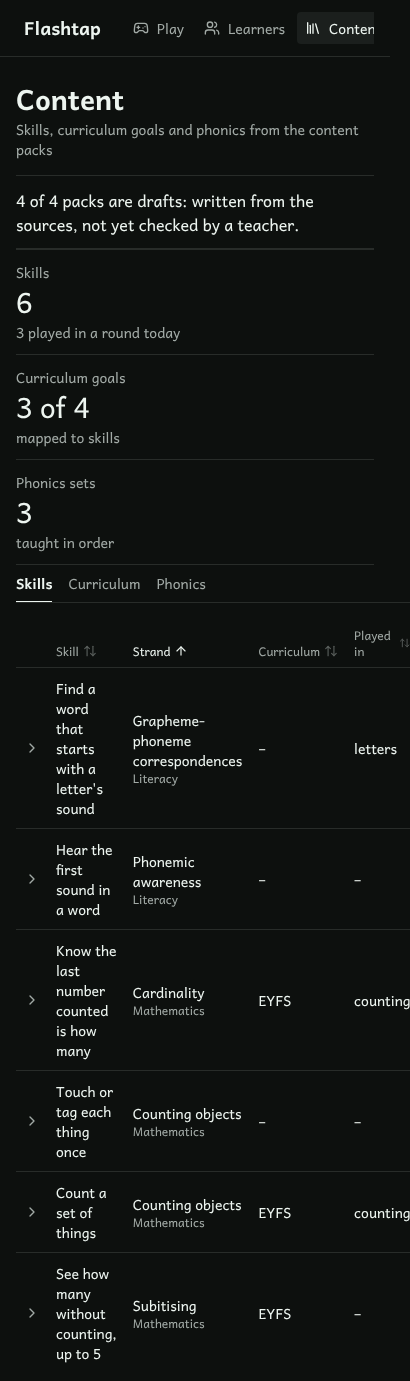 Flashtap
Play
Learners
Conten
Content
Skills, curriculum goals and phonics from the content
packs
4 of 4 packs are drafts: written from the
sources, not yet checked by a teacher.
Skills
6
3 played in a round today
Curriculum goals
3 of 4
mapped to skills
Phonics sets
3
taught in order
Skills Curriculum Phonics
Skill Strand Curriculum Played
in
Find a
word
that
starts
with a
letter's
sound
Grapheme-
phoneme
correspondences
Literacy
–
letters
Hear the
first
sound in
a word
Phonemic
awareness
Literacy
–
–
Know the
last
number
counted
is how
many
Cardinality
Mathematics
EYFS
counting
Touch or
tag each
thing
once
Counting objects
Mathematics
–
–
Count a
set of
things
Counting objects
Mathematics
EYFS
counting
See how
many
without
counting,
up to 5
Subitising
Mathematics
EYFS
–